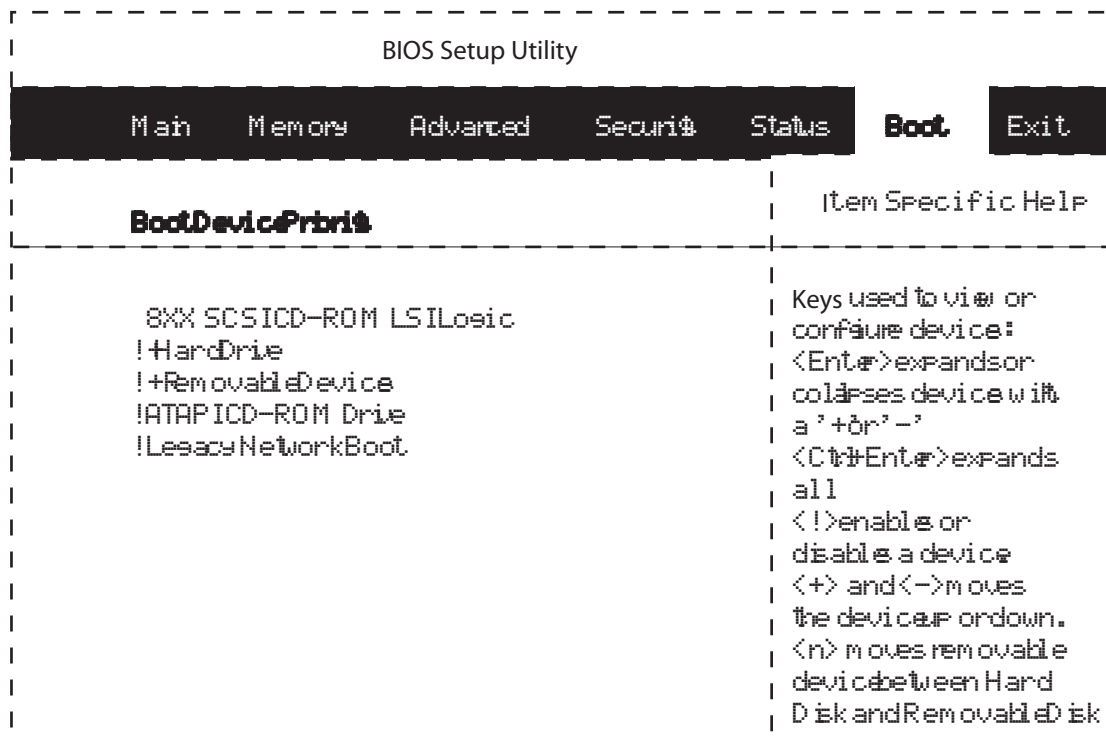 BIOS Setup Utility
Main Memory Advanced Security Status Boot Exit
Boot Device Priority
Item Specific Help
8XX SCSI CD-ROM LSI Logic
!+Hard Drive
!+Removable Device
!ATAPI CD-ROM Drive
!Legacy Network Boot
Keys used to view or
configure device:
<Enter> expands or
collapses device with
a '+ or '-'
<Ctrl+Enter> expands
all
<!> enables or
disables a device
<+> and <-> moves
the device up or down.
<n> moves removable
device between Hard
Disk and Removable Disk